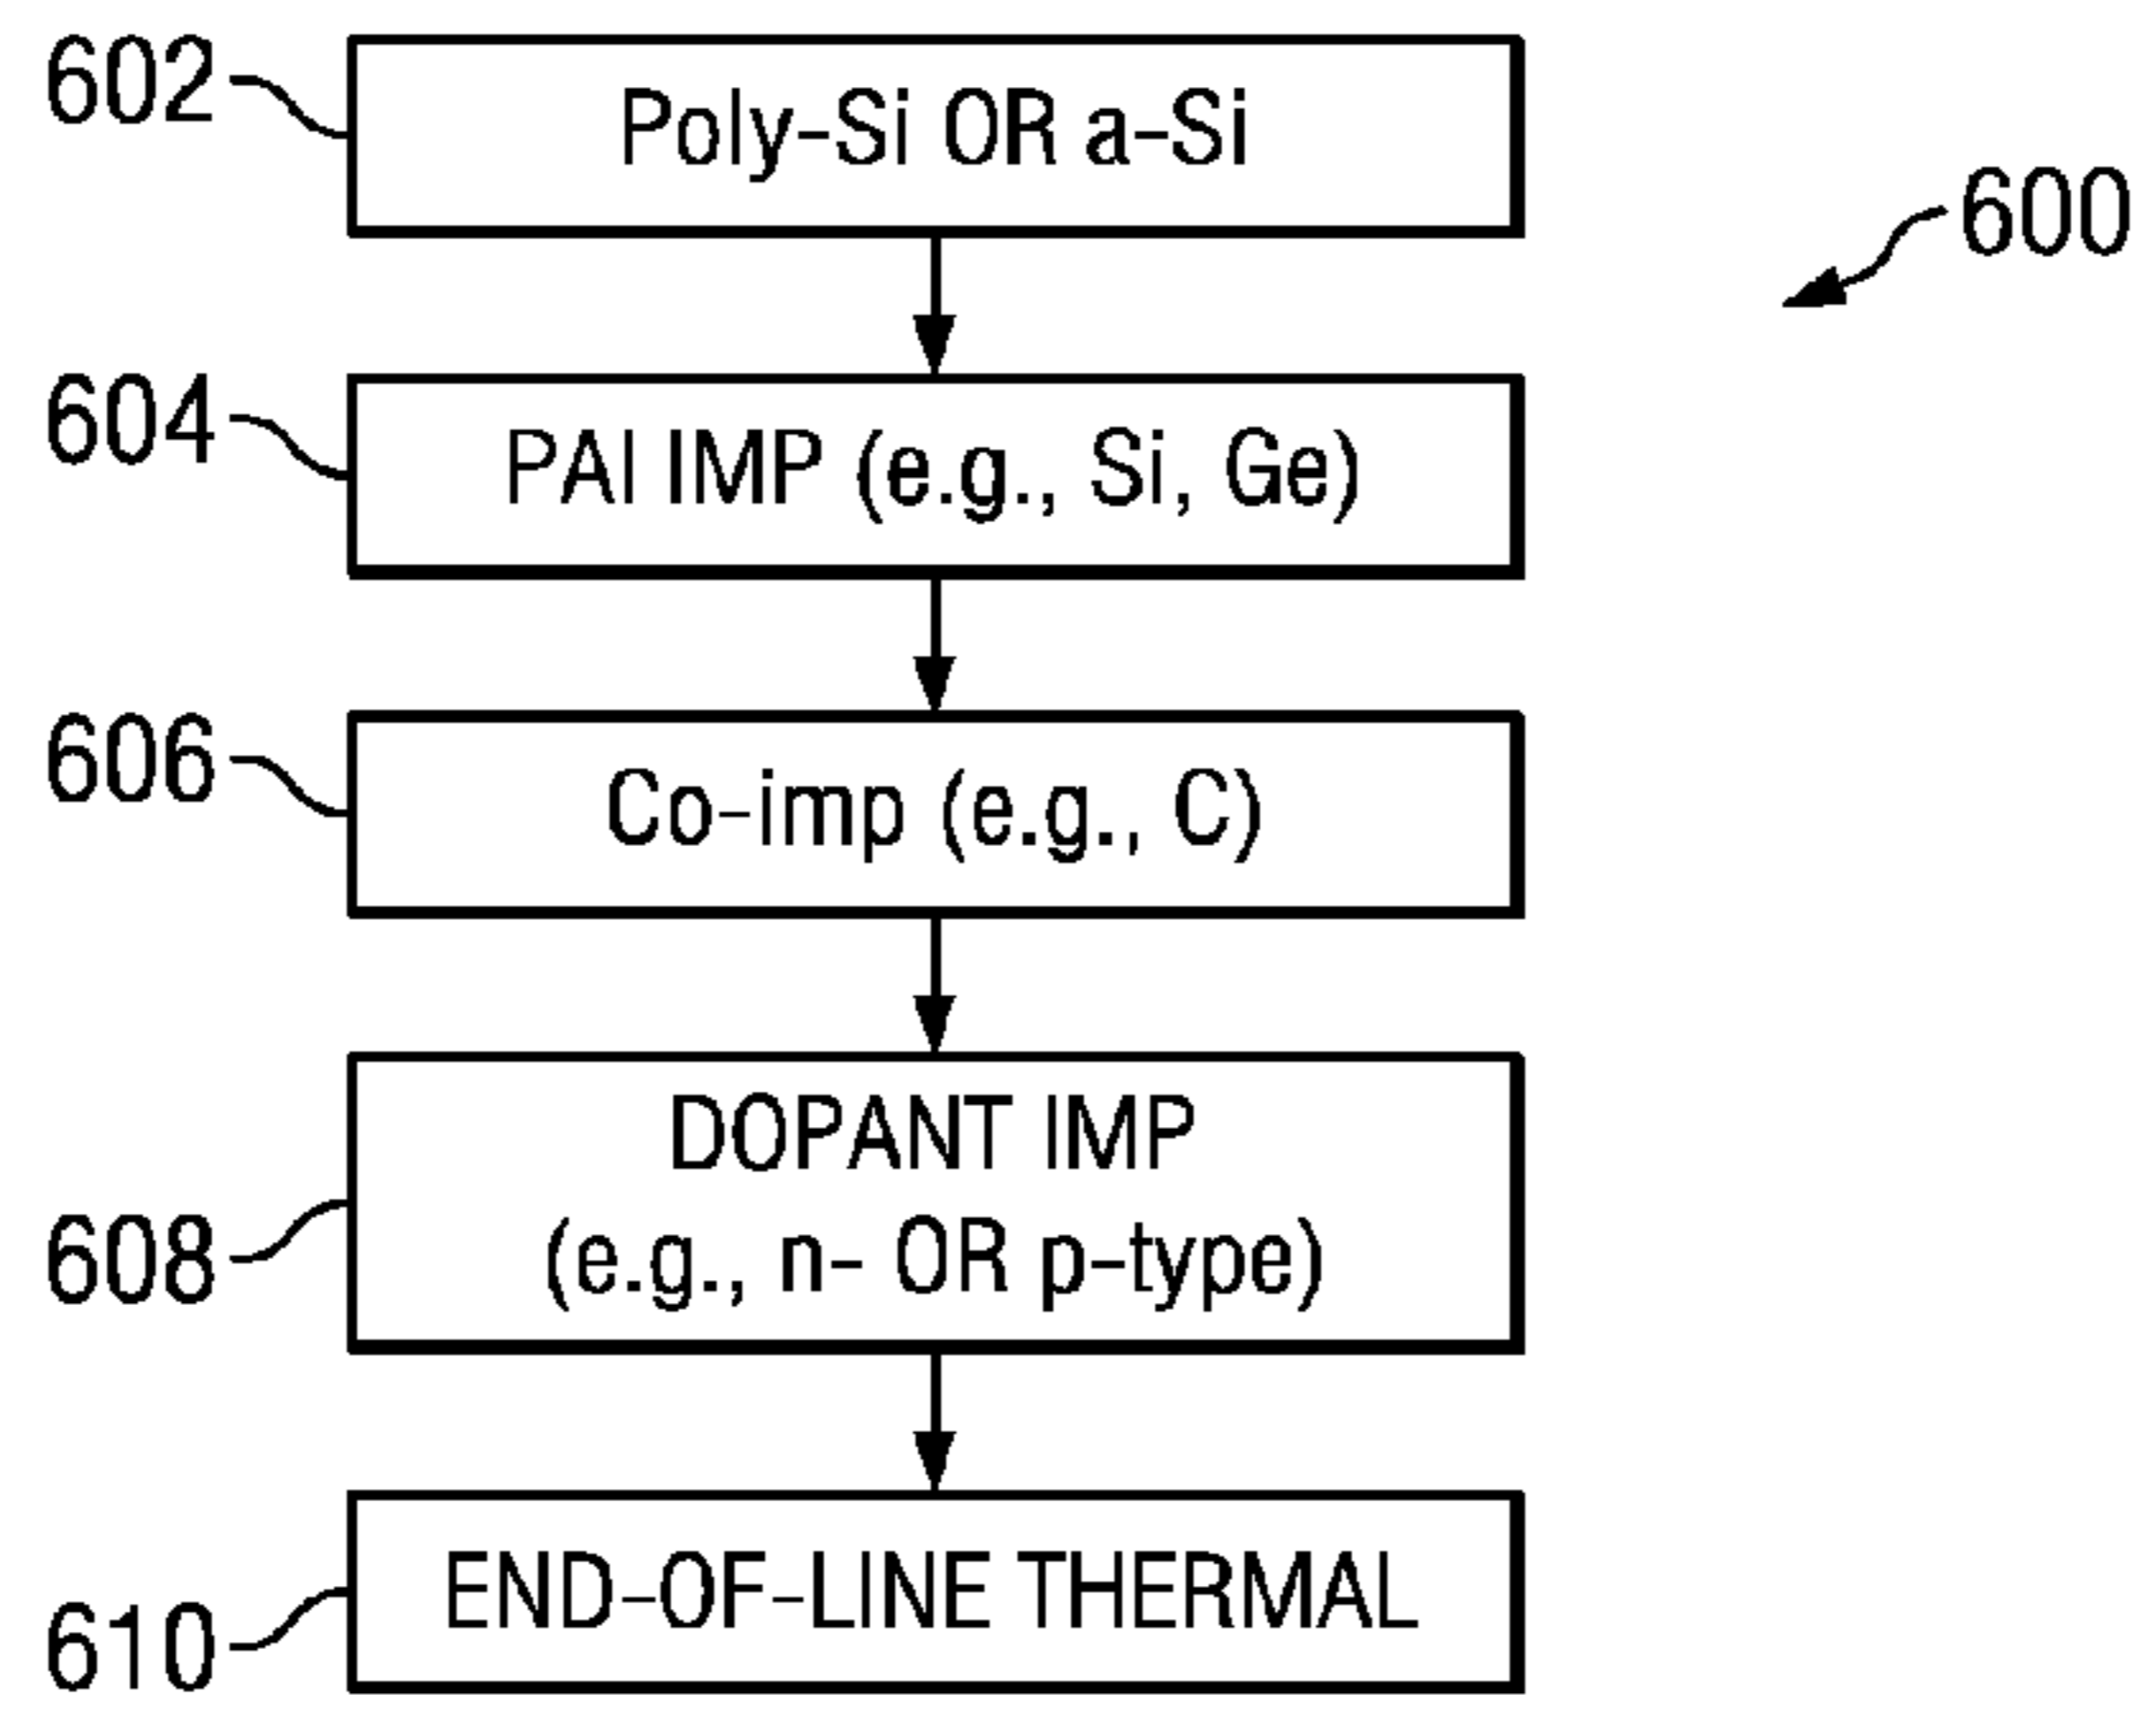 602
Poly-Si OR a-Si
600
604
PAI IMP (e.g., Si, Ge)
606
Co-imp (e.g., C)
DOPANT IMP
(e.g., n- OR p-type)
608
END-OF-LINE THERMAL
610